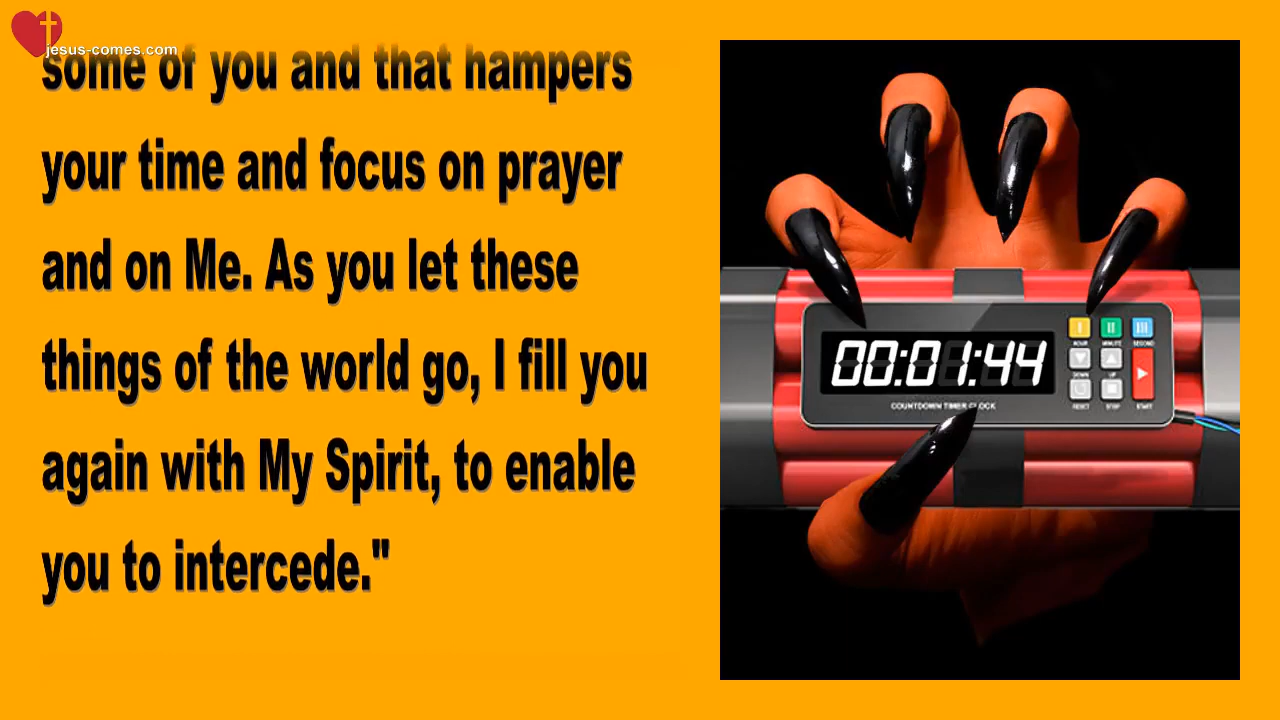 jesus-comes.com
some of you and that hampers
your time and focus on prayer
and on Me. As you let these
things of the world go, I fill you
again with My Spirit, to enable
you to intercede."
I II III
HOUR MINUTE SECOND
00:01:44
DOWN UP
RESET STOP START
COUNTDOWN TIMER CLOCK